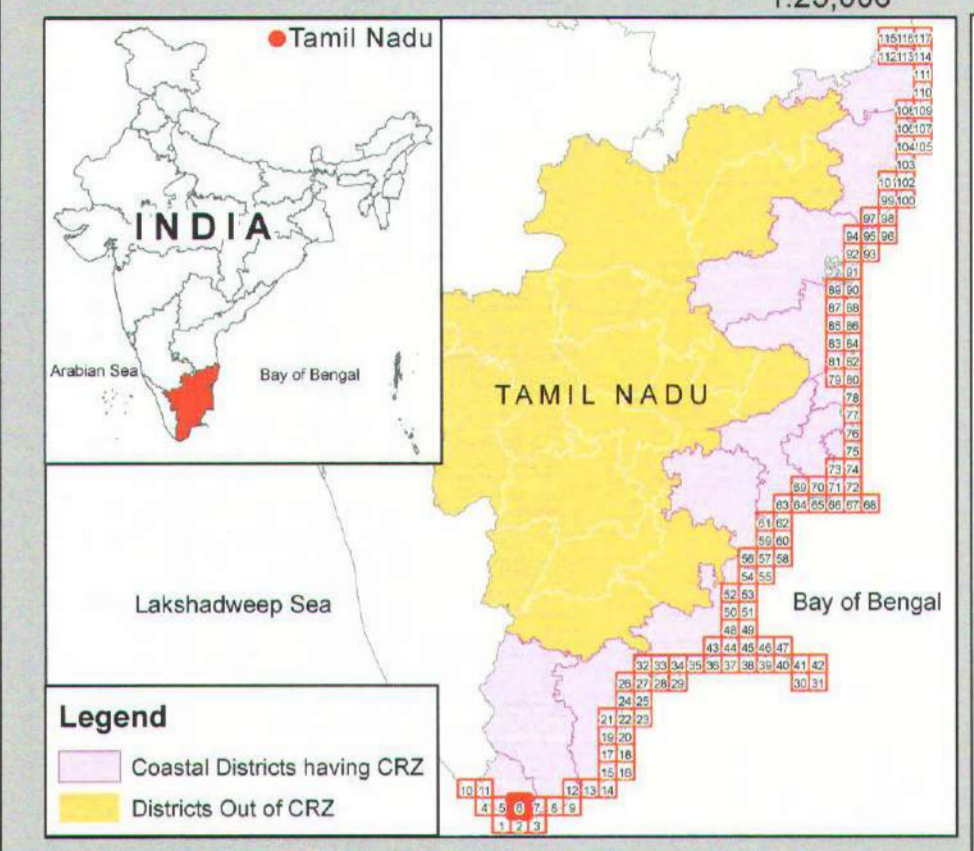 Tamil Nadu
INDIA
Arabian Sea
Bay of Bengal
TAMIL NADU
Lakshadweep Sea
Bay of Bengal
115 116 117
112 113 114
111
110
108 109
106 107
104 105
103
101 102
99 100
97 98
94 95 96
92 93
91
89 90
87 88
85 86
83 84
81 82
79 80
78
77
76
75
73 74
69 70 71 72
63 64 65 66 67 68
61 62
59 60
56 57 58
54 55
52 53
50 51
48 49
43 44 45 46 47
32 33 34 35 36 37 38 39 40 41 42
26 27 28 29 30 31
24 25
21 22 23
19 20
17 18
15 16
10 11 12 13 14
4 5 6 7 8 9
1 2 3
Legend
Coastal Districts having CRZ
Districts Out of CRZ